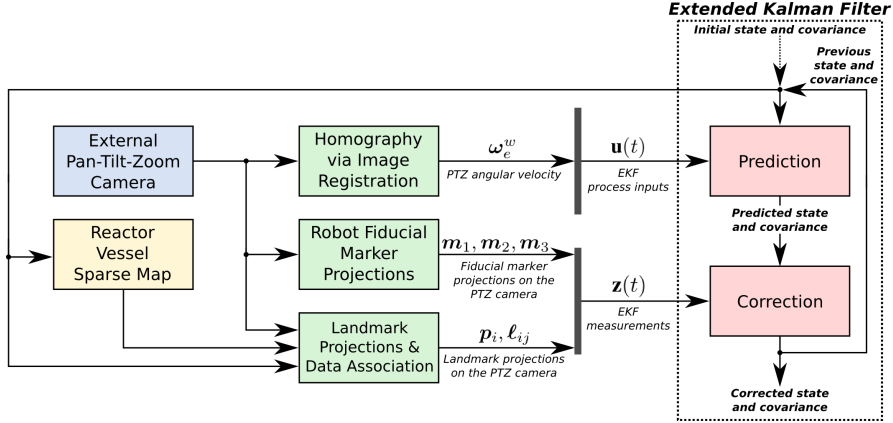 Extended Kalman Filter
Initial state and covariance
Previous
state and
covariance
External
Pan-Tilt-Zoom
Camera
Homography
via Image
Registration
ω_e^w
PTZ angular velocity
u(t)
EKF
process inputs
Prediction
Predicted state
and covariance
Reactor
Vessel
Sparse Map
Robot Fiducial
Marker
Projections
m₁, m₂, m₃
Fiducial marker
projections on the
PTZ camera
z(t)
EKF
measurements
Correction
Landmark
Projections &
Data Association
p_i, ℓ_ij
Landmark projections
on the PTZ camera
Corrected state
and covariance